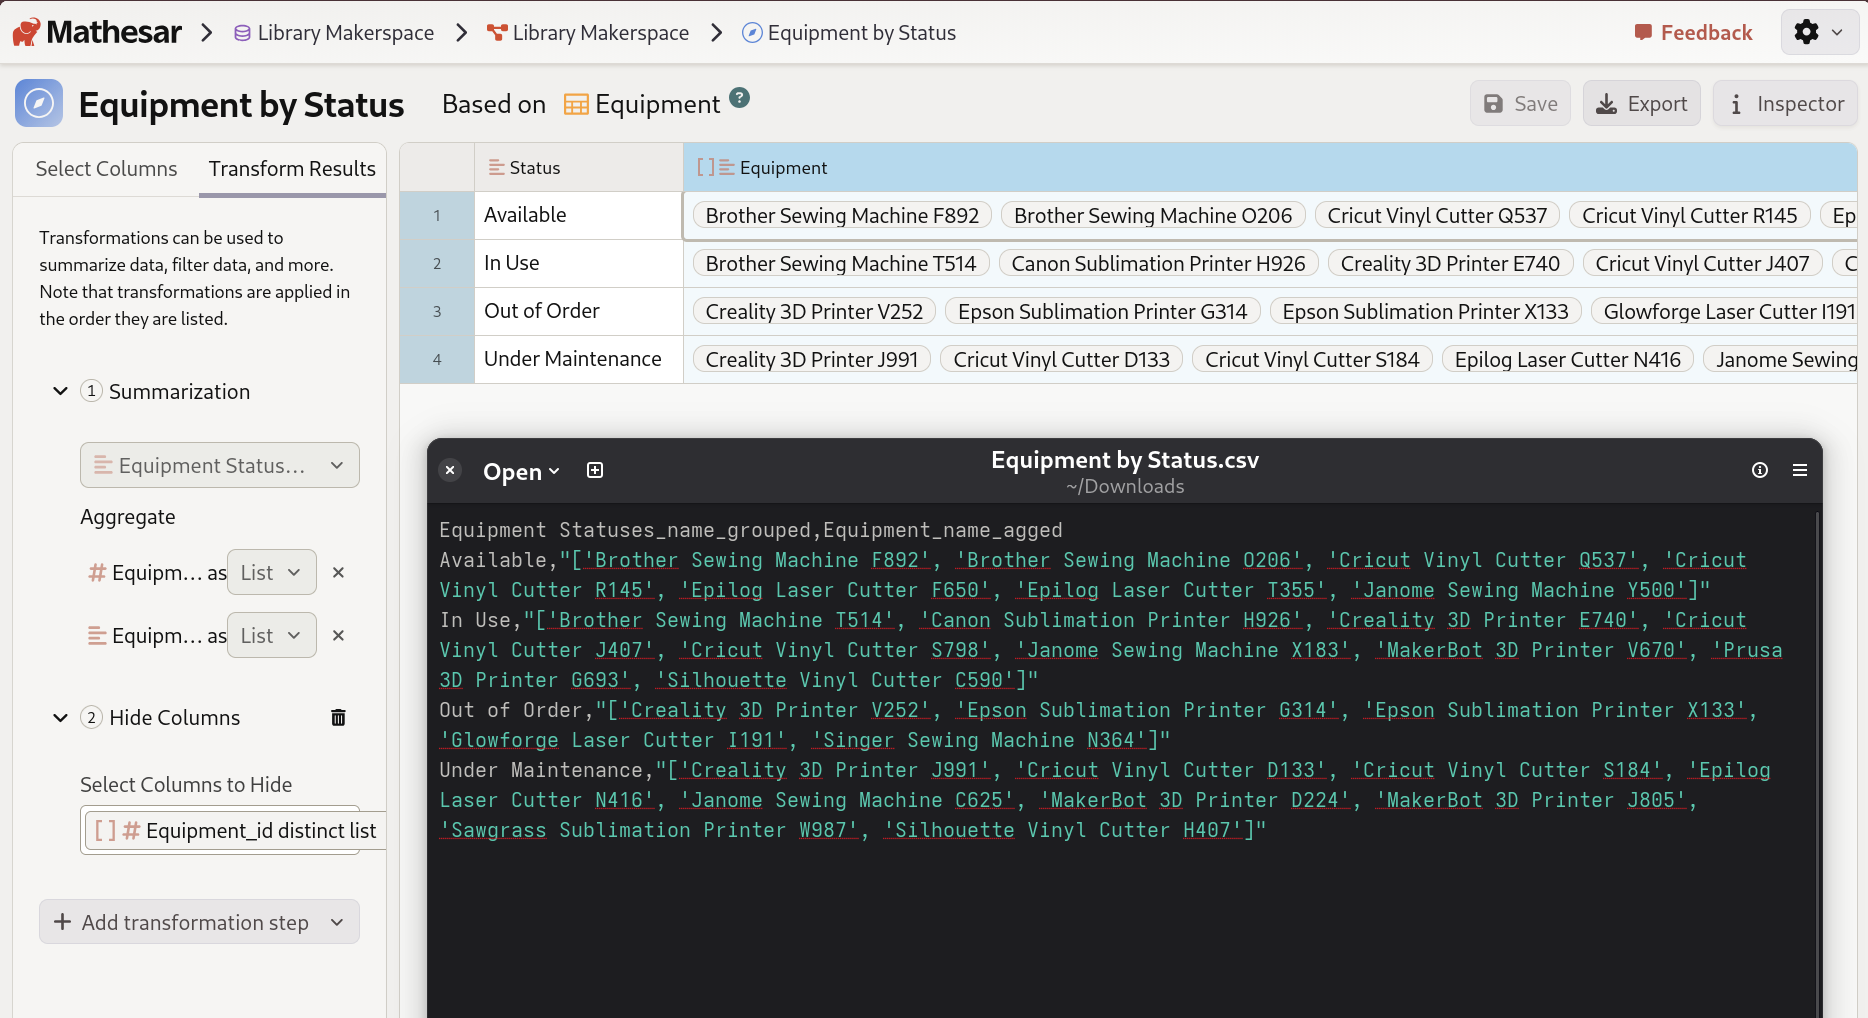 Mathesar > Library Makerspace > Library Makerspace > Equipment by Status
Feedback
Equipment by Status Based on Equipment ?
Save Export Inspector
Select Columns Transform Results
Transformations can be used to
summarize data, filter data, and more.
Note that transformations are applied in
the order they are listed.
1 Summarization
Equipment Status...
Aggregate
# Equipm... as List
Equipm... as List
2 Hide Columns
Select Columns to Hide
[ ] # Equipment_id distinct list
+ Add transformation step
Status [ ] Equipment
1 Available Brother Sewing Machine F892 Brother Sewing Machine O206 Cricut Vinyl Cutter Q537 Cricut Vinyl Cutter R145 Ep
2 In Use Brother Sewing Machine T514 Canon Sublimation Printer H926 Creality 3D Printer E740 Cricut Vinyl Cutter J407 C
3 Out of Order Creality 3D Printer V252 Epson Sublimation Printer G314 Epson Sublimation Printer X133 Glowforge Laser Cutter I191
4 Under Maintenance Creality 3D Printer J991 Cricut Vinyl Cutter D133 Cricut Vinyl Cutter S184 Epilog Laser Cutter N416 Janome Sewing
Open
Equipment by Status.csv
~/Downloads
Equipment Statuses_name_grouped,Equipment_name_agged
Available,"['Brother Sewing Machine F892', 'Brother Sewing Machine O206', 'Cricut Vinyl Cutter Q537', 'Cricut
Vinyl Cutter R145', 'Epilog Laser Cutter F650', 'Epilog Laser Cutter T355', 'Janome Sewing Machine Y500']"
In Use,"['Brother Sewing Machine T514', 'Canon Sublimation Printer H926', 'Creality 3D Printer E740', 'Cricut
Vinyl Cutter J407', 'Cricut Vinyl Cutter S798', 'Janome Sewing Machine X183', 'MakerBot 3D Printer V670', 'Prusa
3D Printer G693', 'Silhouette Vinyl Cutter C590']"
Out of Order,"['Creality 3D Printer V252', 'Epson Sublimation Printer G314', 'Epson Sublimation Printer X133',
'Glowforge Laser Cutter I191', 'Singer Sewing Machine N364']"
Under Maintenance,"['Creality 3D Printer J991', 'Cricut Vinyl Cutter D133', 'Cricut Vinyl Cutter S184', 'Epilog
Laser Cutter N416', 'Janome Sewing Machine C625', 'MakerBot 3D Printer D224', 'MakerBot 3D Printer J805',
'Sawgrass Sublimation Printer W987', 'Silhouette Vinyl Cutter H407']"